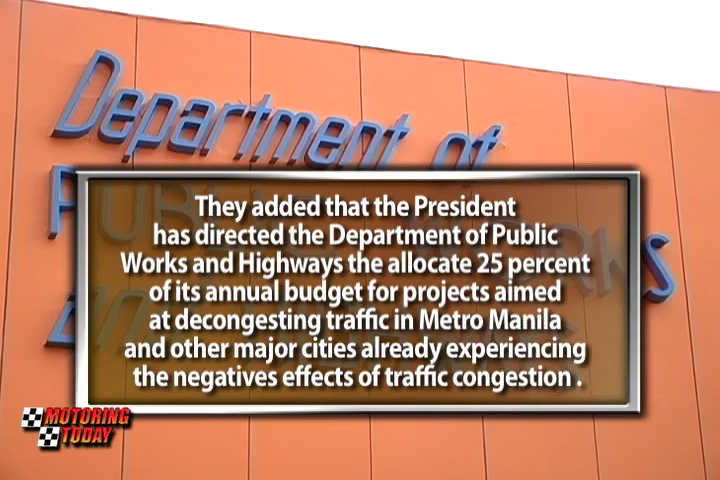 Department of
PUBLIC WORKS
They added that the President
has directed the Department of Public
Works and Highways the allocate 25 percent
of its annual budget for projects aimed
at decongesting traffic in Metro Manila
and other major cities already experiencing
the negatives effects of traffic congestion .
MOTORING
TODAY